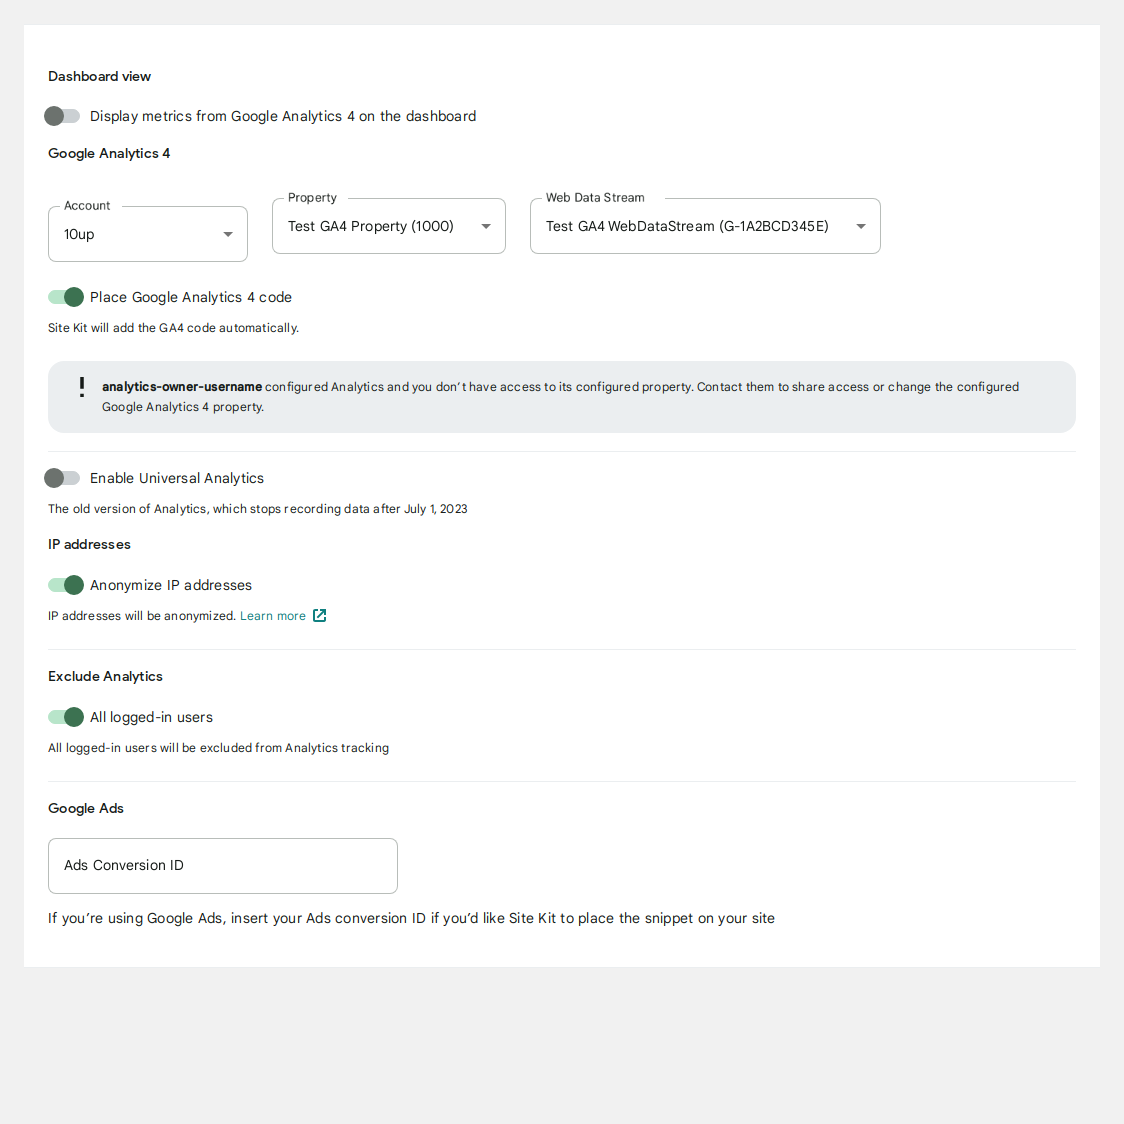 Dashboard view
Display metrics from Google Analytics 4 on the dashboard
Google Analytics 4
Account
10up
Property
Test GA4 Property (1000)
Web Data Stream
Test GA4 WebDataStream (G-1A2BCD345E)
Place Google Analytics 4 code
Site Kit will add the GA4 code automatically.
analytics-owner-username configured Analytics and you don’t have access to its configured property. Contact them to share access or change the configured
Google Analytics 4 property.
Enable Universal Analytics
The old version of Analytics, which stops recording data after July 1, 2023
IP addresses
Anonymize IP addresses
IP addresses will be anonymized. Learn more
Exclude Analytics
All logged-in users
All logged-in users will be excluded from Analytics tracking
Google Ads
Ads Conversion ID
If you’re using Google Ads, insert your Ads conversion ID if you’d like Site Kit to place the snippet on your site